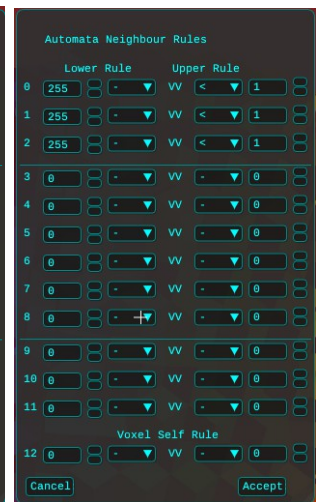 Automata Neighbour Rules
Lower Rule Upper Rule
0 255 - VV < 1
1 255 - VV < 1
2 255 - VV < 1
3 0 - VV - 0
4 0 - VV - 0
5 0 - VV - 0
6 0 - VV - 0
7 0 - VV - 0
8 0 - VV - 0
9 0 - VV - 0
10 0 - VV - 0
11 0 - VV - 0
Voxel Self Rule
12 0 - VV - 0
Cancel Accept